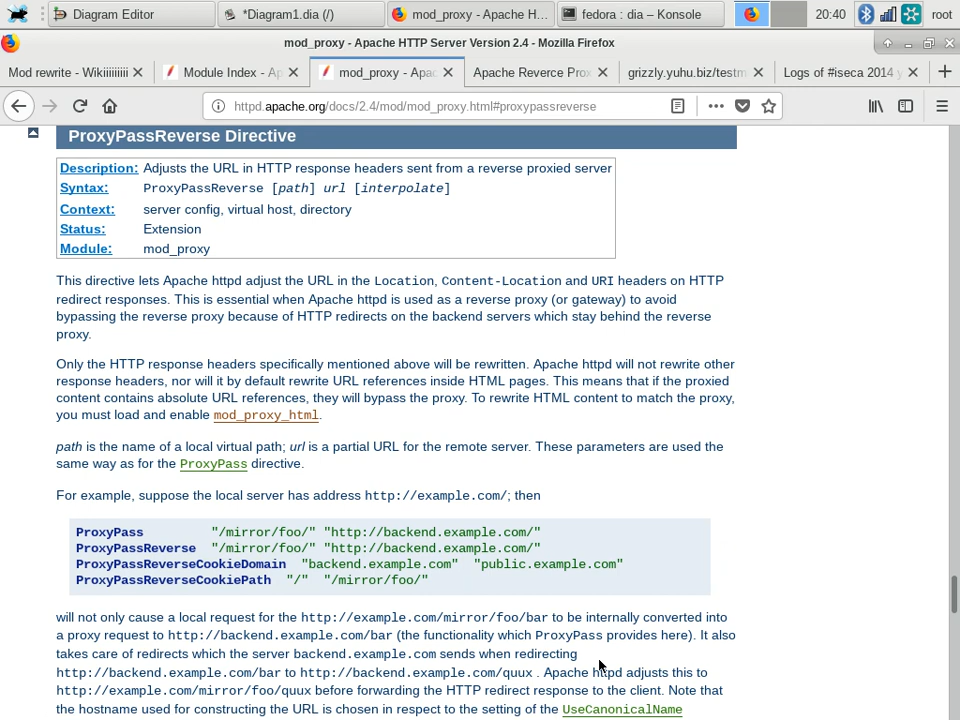 Diagram Editor
*Diagram1.dia (/)
mod_proxy - Apache H...
fedora : dia – Konsole
20:40
root
mod_proxy - Apache HTTP Server Version 2.4 - Mozilla Firefox
Mod rewrite - Wikiiiiiiii
Module Index - Ap
mod_proxy - Apac
Apache Reverce Prox
grizzly.yuhu.biz/testm
Logs of #iseca 2014 y
httpd.apache.org/docs/2.4/mod/mod_proxy.html#proxypassreverse
ProxyPassReverse Directive
Description: Adjusts the URL in HTTP response headers sent from a reverse proxied server
Syntax: ProxyPassReverse [path] url [interpolate]
Context: server config, virtual host, directory
Status: Extension
Module: mod_proxy
This directive lets Apache httpd adjust the URL in the Location, Content-Location and URI headers on HTTP
redirect responses. This is essential when Apache httpd is used as a reverse proxy (or gateway) to avoid
bypassing the reverse proxy because of HTTP redirects on the backend servers which stay behind the reverse
proxy.
Only the HTTP response headers specifically mentioned above will be rewritten. Apache httpd will not rewrite other
response headers, nor will it by default rewrite URL references inside HTML pages. This means that if the proxied
content contains absolute URL references, they will bypass the proxy. To rewrite HTML content to match the proxy,
you must load and enable mod_proxy_html.
path is the name of a local virtual path; url is a partial URL for the remote server. These parameters are used the
same way as for the ProxyPass directive.
For example, suppose the local server has address http://example.com/; then
ProxyPass "/mirror/foo/" "http://backend.example.com/"
ProxyPassReverse "/mirror/foo/" "http://backend.example.com/"
ProxyPassReverseCookieDomain "backend.example.com" "public.example.com"
ProxyPassReverseCookiePath "/" "/mirror/foo/"
will not only cause a local request for the http://example.com/mirror/foo/bar to be internally converted into
a proxy request to http://backend.example.com/bar (the functionality which ProxyPass provides here). It also
takes care of redirects which the server backend.example.com sends when redirecting
http://backend.example.com/bar to http://backend.example.com/quux . Apache httpd adjusts this to
http://example.com/mirror/foo/quux before forwarding the HTTP redirect response to the client. Note that
the hostname used for constructing the URL is chosen in respect to the setting of the UseCanonicalName